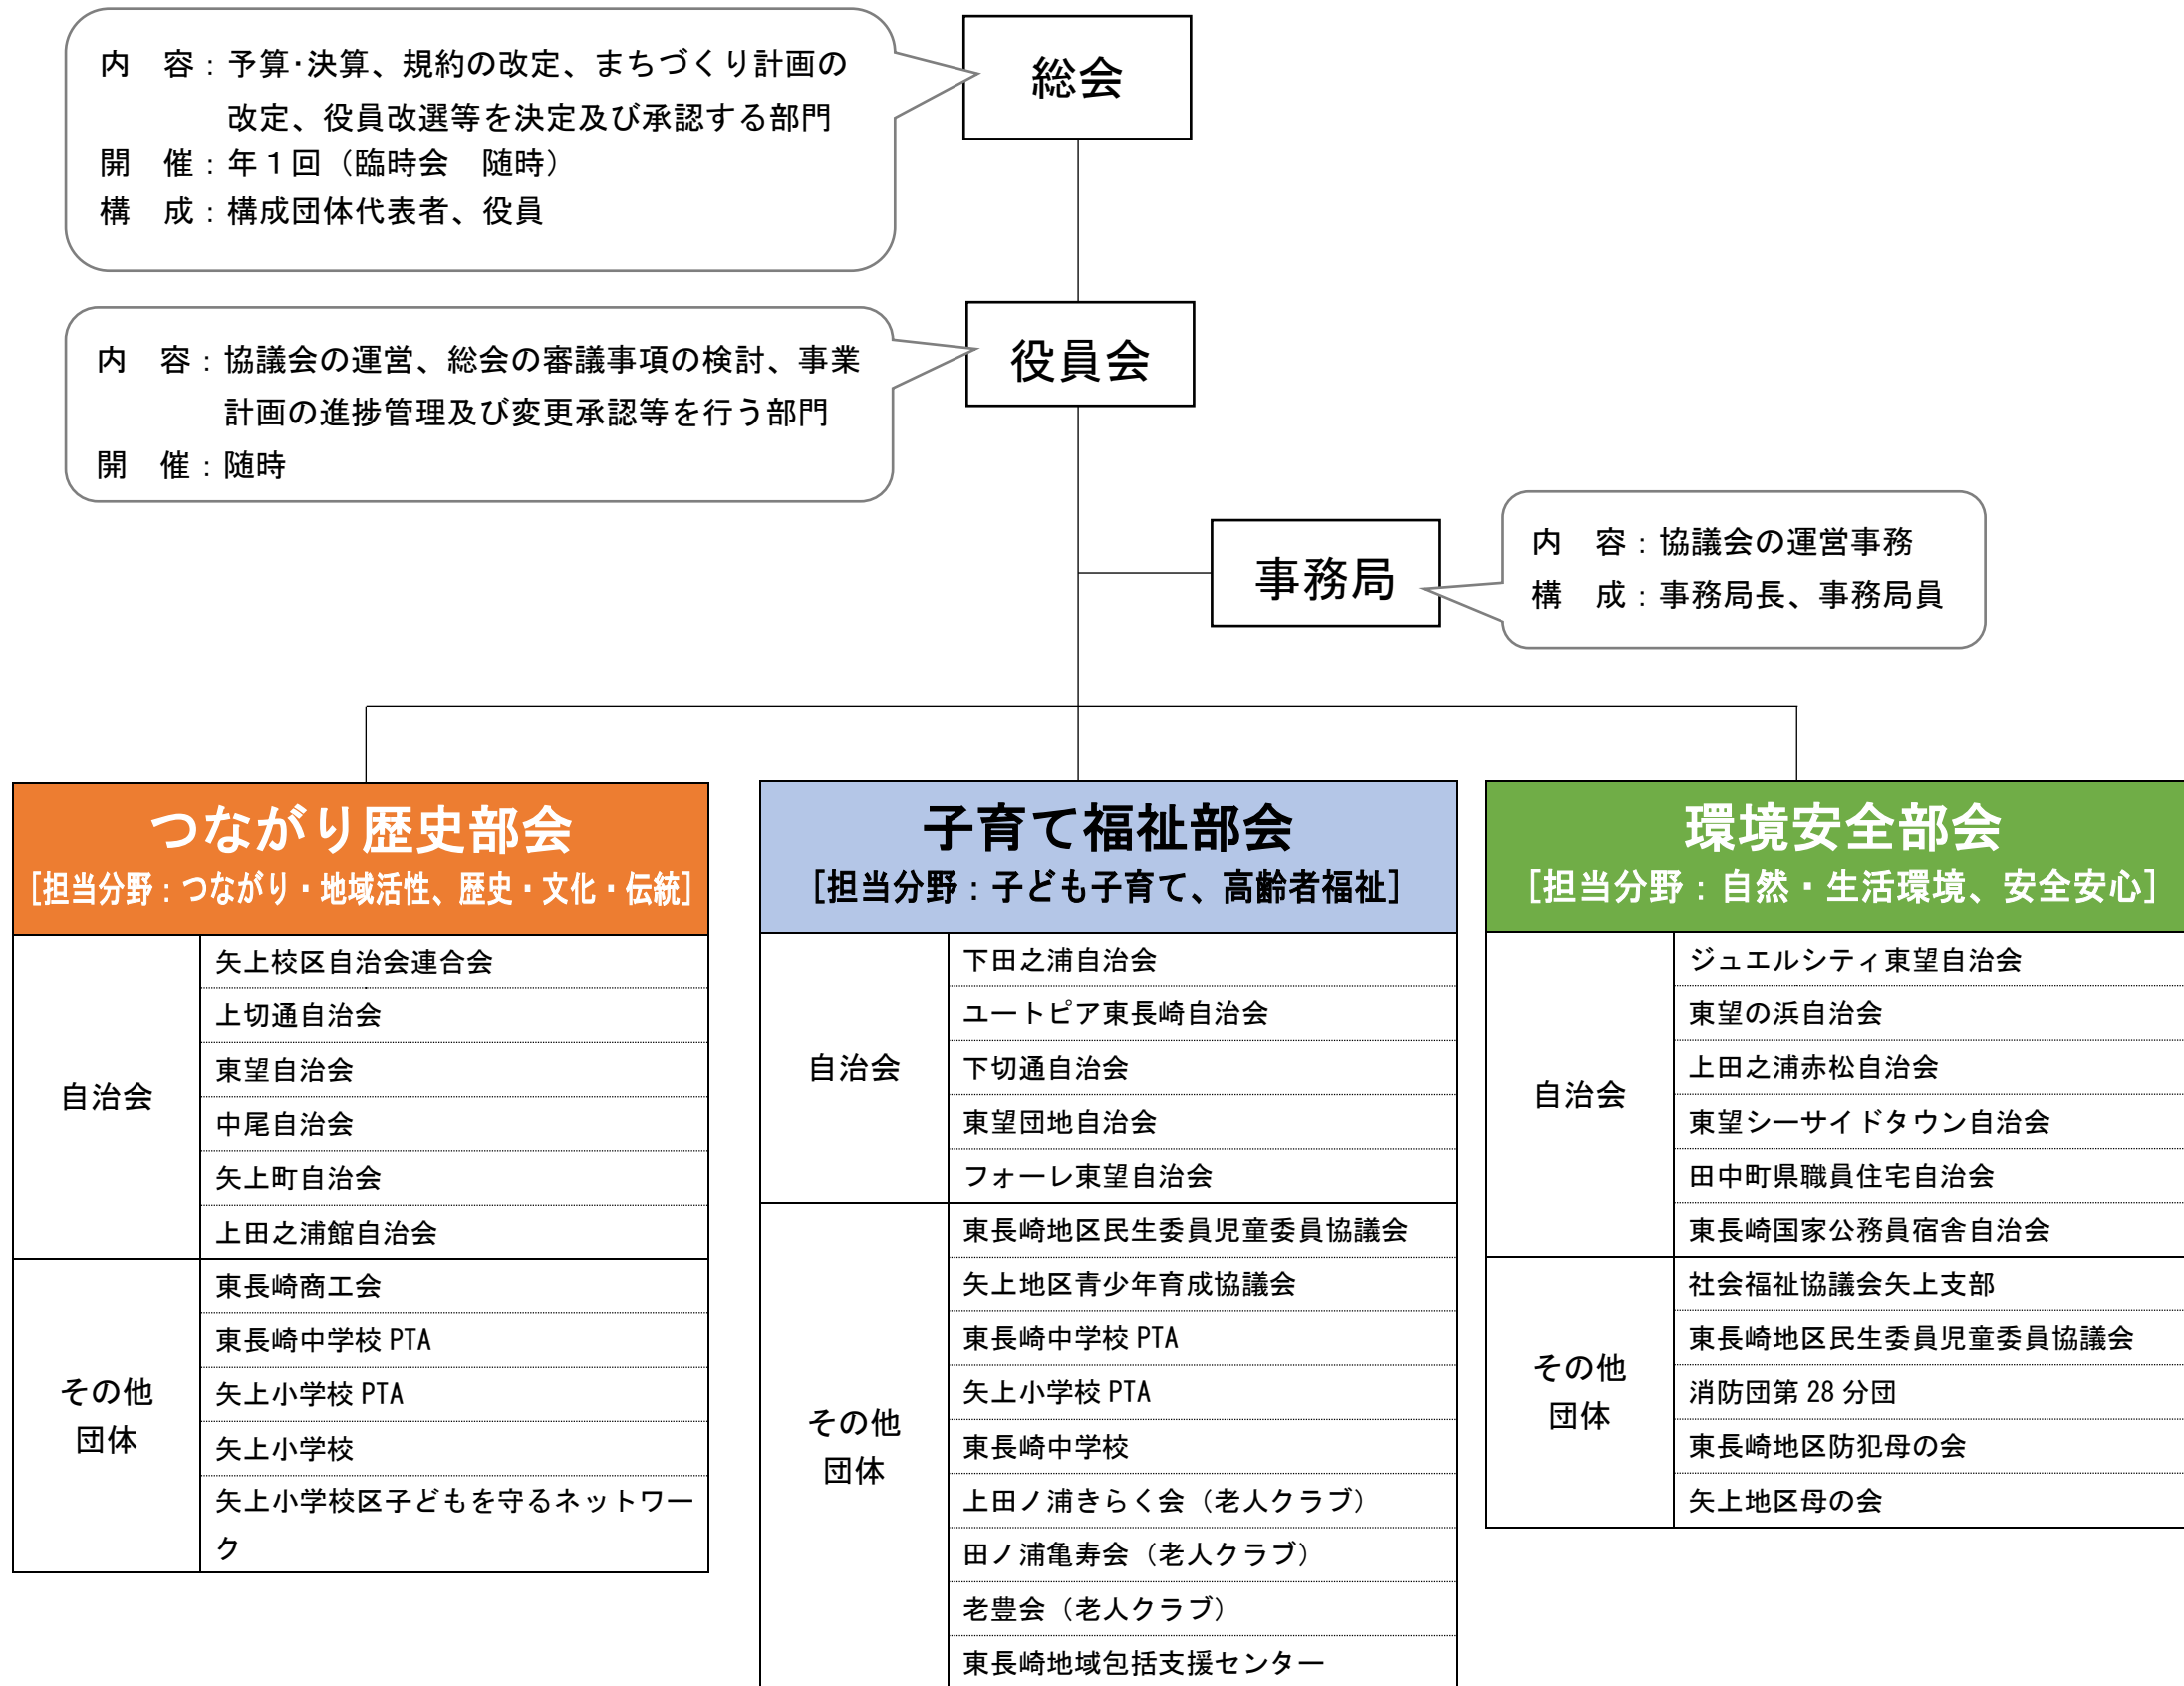 総会
内　容：予算・決算、規約の改定、まちづくり計画の
改定、役員改選等を決定及び承認する部門
開　催：年１回（臨時会　随時）
構　成：構成団体代表者、役員
役員会
内　容：協議会の運営、総会の審議事項の検討、事業
計画の進捗管理及び変更承認等を行う部門
開　催：随時
事務局
内　容：協議会の運営事務
構　成：事務局長、事務局員
つながり歴史部会
[担当分野：つながり・地域活性、歴史・文化・伝統]
自治会
矢上校区自治会連合会
上切通自治会
東望自治会
中尾自治会
矢上町自治会
上田之浦館自治会
その他
団体
東長崎商工会
東長崎中学校 PTA
矢上小学校 PTA
矢上小学校
矢上小学校区子どもを守るネットワー
ク
子育て福祉部会
[担当分野：子ども子育て、高齢者福祉]
自治会
下田之浦自治会
ユートピア東長崎自治会
下切通自治会
東望団地自治会
フォーレ東望自治会
その他
団体
東長崎地区民生委員児童委員協議会
矢上地区青少年育成協議会
東長崎中学校 PTA
矢上小学校 PTA
東長崎中学校
上田ノ浦きらく会（老人クラブ）
田ノ浦亀寿会（老人クラブ）
老豊会（老人クラブ）
東長崎地域包括支援センター
環境安全部会
[担当分野：自然・生活環境、安全安心]
自治会
ジュエルシティ東望自治会
東望の浜自治会
上田之浦赤松自治会
東望シーサイドタウン自治会
田中町県職員住宅自治会
東長崎国家公務員宿舎自治会
その他
団体
社会福祉協議会矢上支部
東長崎地区民生委員児童委員協議会
消防団第 28 分団
東長崎地区防犯母の会
矢上地区母の会